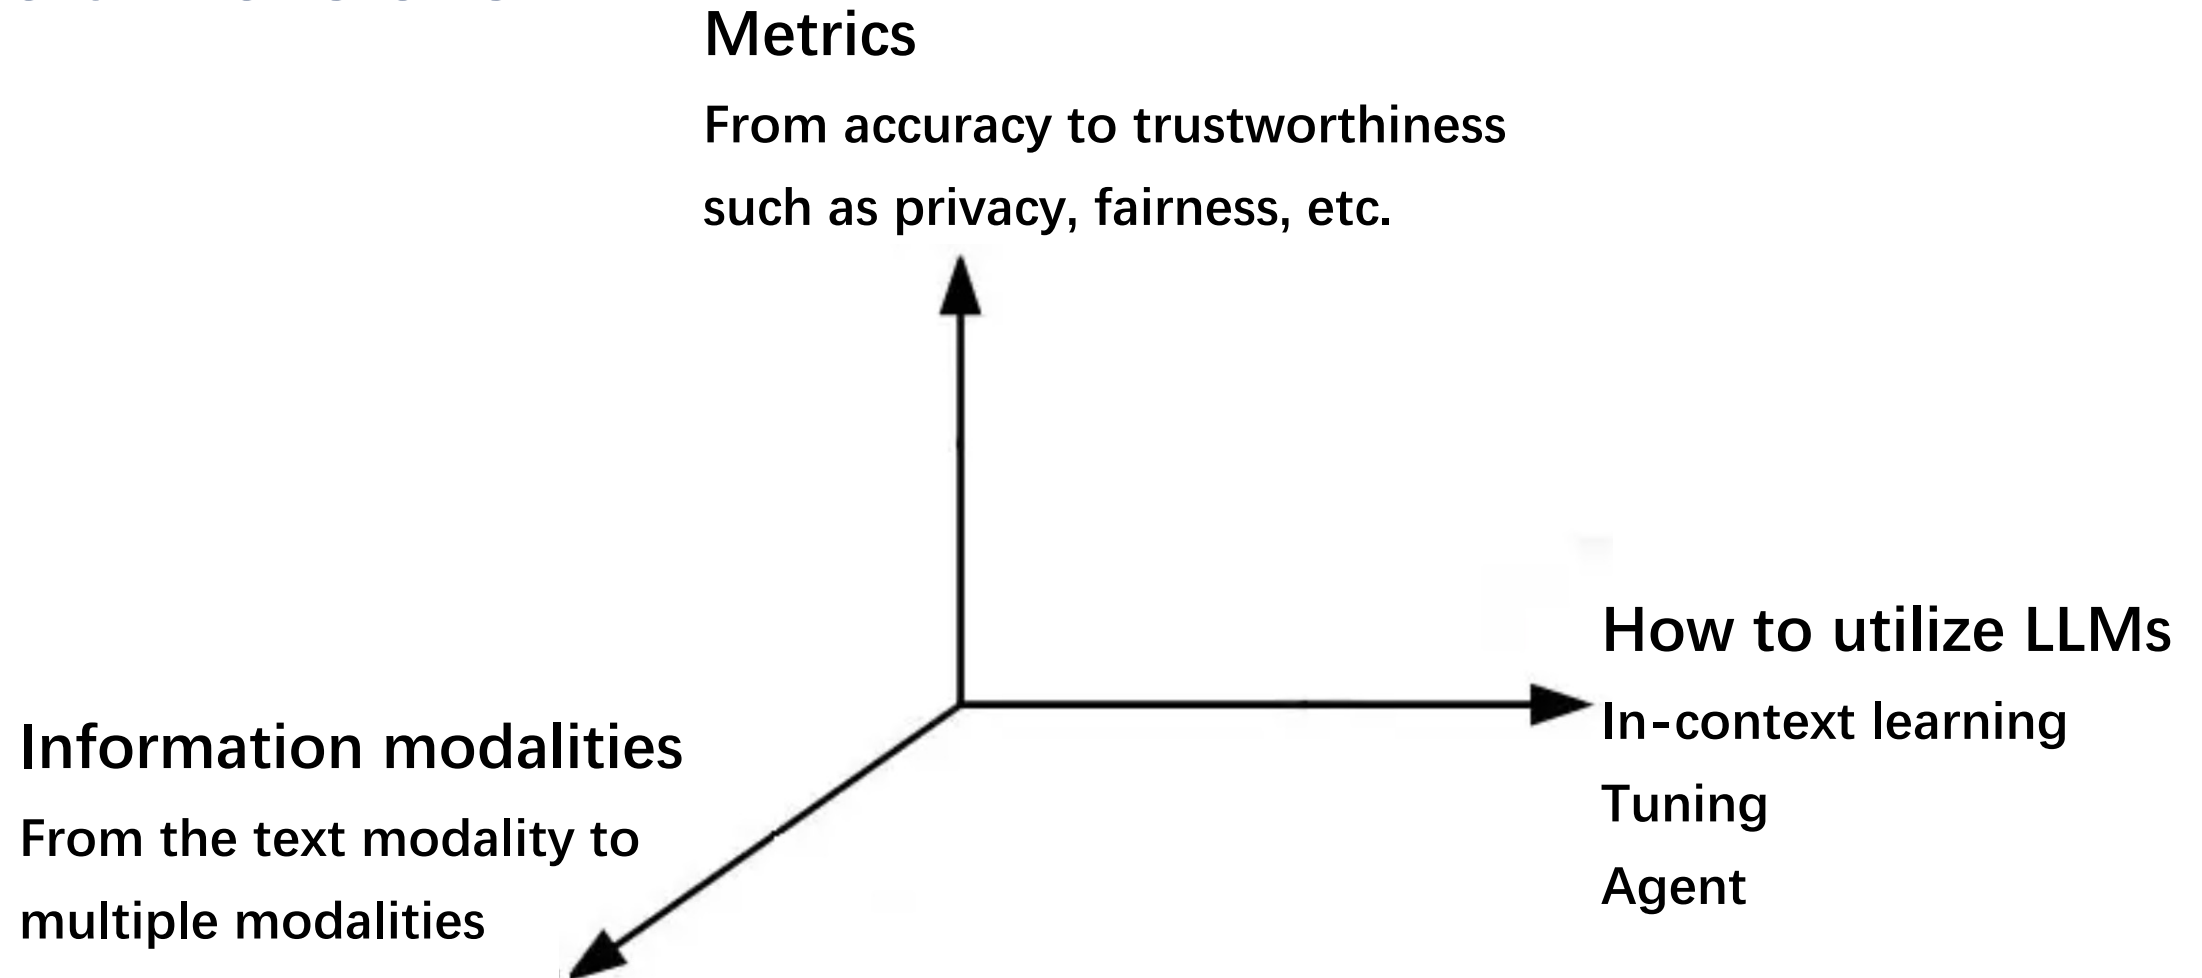 Metrics
From accuracy to trustworthiness
such as privacy, fairness, etc.
How to utilize LLMs
In-context learning
Tuning
Agent
Information modalities
From the text modality to
multiple modalities